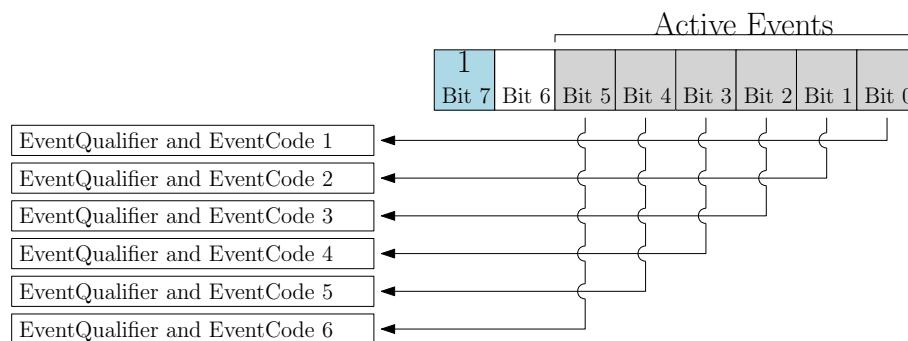 Active Events
1
Bit 7 Bit 6 Bit 5 Bit 4 Bit 3 Bit 2 Bit 1 Bit 0
EventQualifier and EventCode 1
EventQualifier and EventCode 2
EventQualifier and EventCode 3
EventQualifier and EventCode 4
EventQualifier and EventCode 5
EventQualifier and EventCode 6